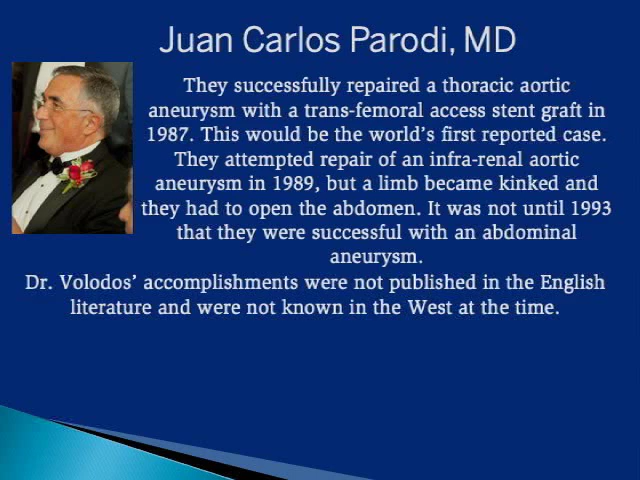 Juan Carlos Parodi, MD
They successfully repaired a thoracic aortic
aneurysm with a trans-femoral access stent graft in
1987. This would be the world’s first reported case.
They attempted repair of an infra-renal aortic
aneurysm in 1989, but a limb became kinked and
they had to open the abdomen. It was not until 1993
that they were successful with an abdominal
aneurysm.
Dr. Volodos’ accomplishments were not published in the English
literature and were not known in the West at the time.